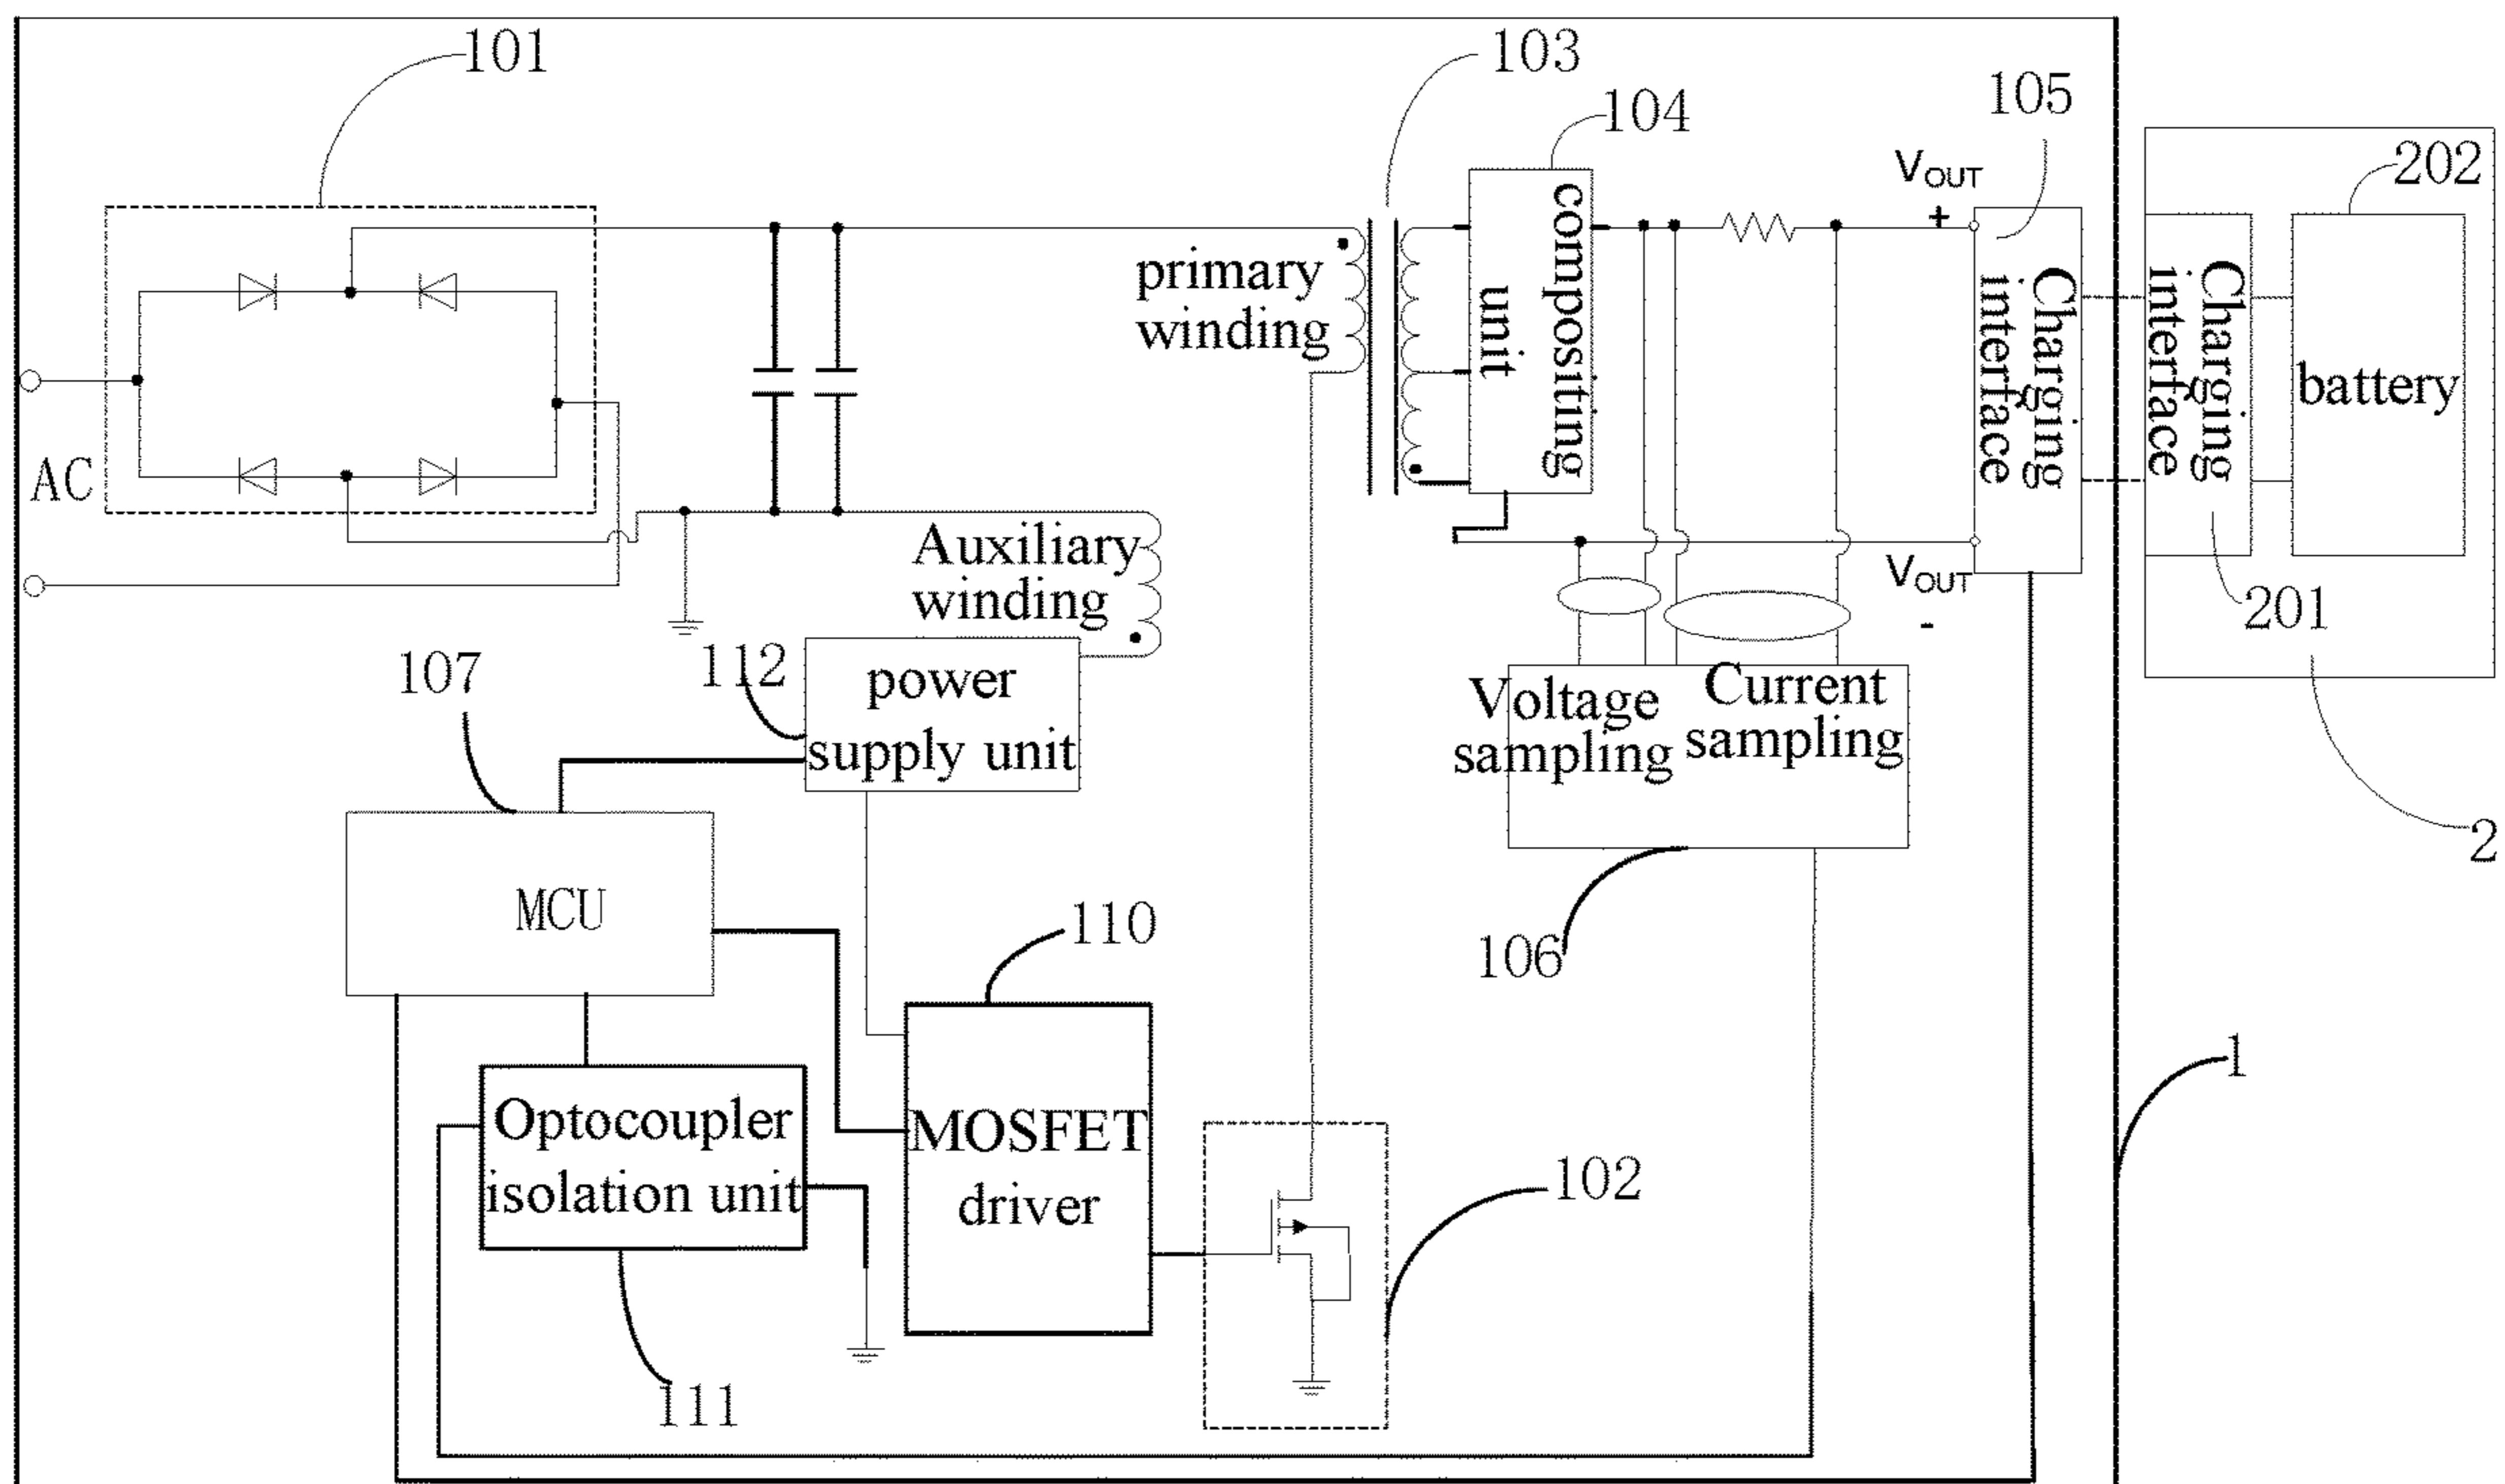 101
103
104
105
202
V_OUT
+
primary
winding
compositing
unit
Charging
interface
Charging
interface
battery
AC
Auxiliary
winding
V_OUT
-
201
2
107
112
power
supply unit
Voltage
sampling
Current
sampling
106
MCU
110
Optocoupler
isolation unit
MOSFET
driver
102
1
111